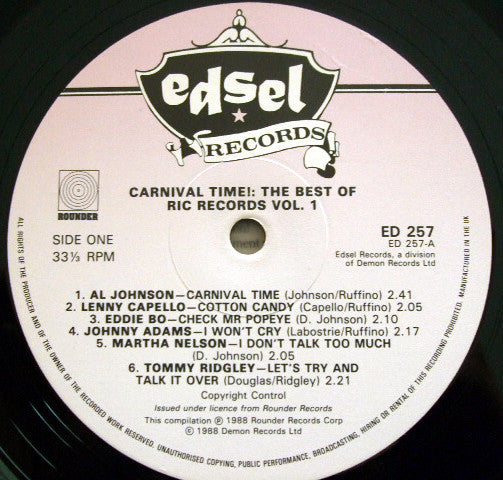 edsel
RECORDS
CARNIVAL TIME!: THE BEST OF
RIC RECORDS VOL. 1
ROUNDER
SIDE ONE
33⅓ RPM
ED 257
ED 257-A
Edsel Records, a division
of Demon Records Ltd
1. AL JOHNSON—CARNIVAL TIME (Johnson/Ruffino) 2.41
2. LENNY CAPELLO—COTTON CANDY (Capello/Ruffino) 2.05
3. EDDIE BO—CHECK MR POPEYE (D. Johnson) 2.10
4. JOHNNY ADAMS—I WON'T CRY (Labostrie/Ruffino) 2.17
5. MARTHA NELSON—I DON'T TALK TOO MUCH
(D. Johnson) 2.05
6. TOMMY RIDGLEY—LET'S TRY AND
TALK IT OVER (Douglas/Ridgley) 2.21
Copyright Control
Issued under licence from Rounder Records
This compilation ℗ 1988 Rounder Records Corp
© 1988 Demon Records Ltd
ALL RIGHTS OF THE PRODUCER AND OF THE OWNER OF THE RECORDED WORK RESERVED. UNAUTHORISED COPYING, PUBLIC PERFORMANCE, BROADCASTING, HIRING OR RENTAL OF THIS RECORD PROHIBITED. MANUFACTURED IN THE UK